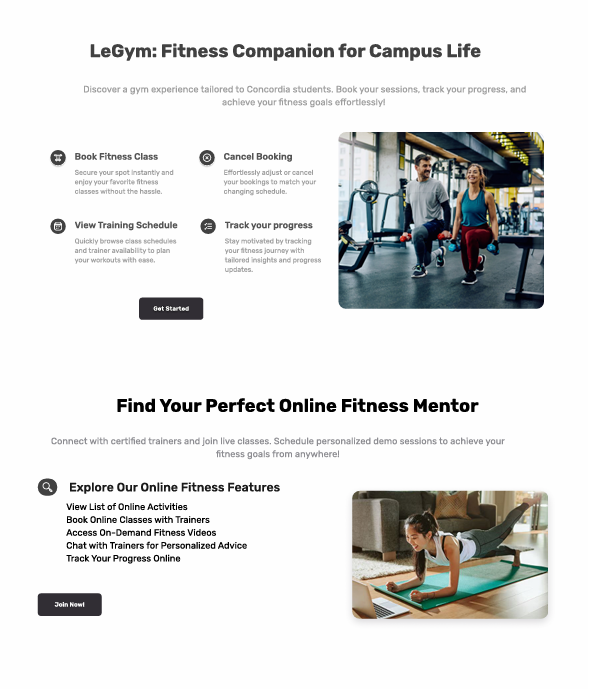 LeGym: Fitness Companion for Campus Life
Discover a gym experience tailored to Concordia students. Book your sessions, track your progress, and
achieve your fitness goals effortlessly!
Book Fitness Class
Secure your spot instantly and
enjoy your favorite fitness
classes without the hassle.
Cancel Booking
Effortlessly adjust or cancel
your bookings to match your
changing schedule.
View Training Schedule
Quickly browse class schedules
and trainer availability to plan
your workouts with ease.
Track your progress
Stay motivated by tracking
your fitness journey with
tailored insights and progress
updates.
Get Started
Find Your Perfect Online Fitness Mentor
Connect with certified trainers and join live classes. Schedule personalized demo sessions to achieve your
fitness goals from anywhere!
Explore Our Online Fitness Features
View List of Online Activities
Book Online Classes with Trainers
Access On-Demand Fitness Videos
Chat with Trainers for Personalized Advice
Track Your Progress Online
Join Now!